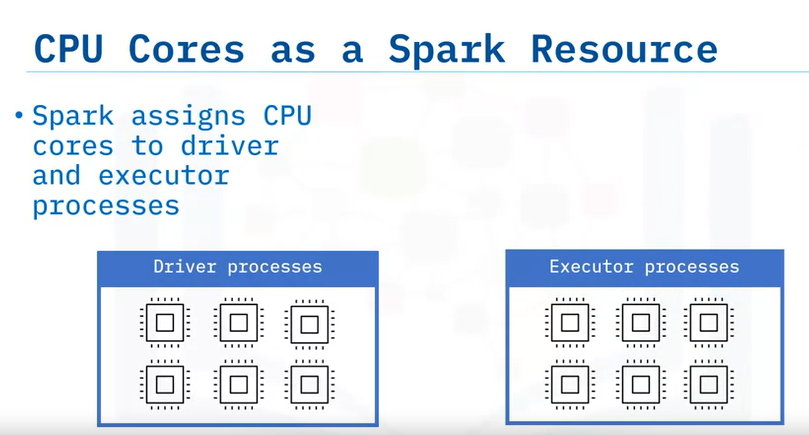 CPU Cores as a Spark Resource
• Spark assigns CPU
cores to driver
and executor
processes
Driver processes
Executor processes